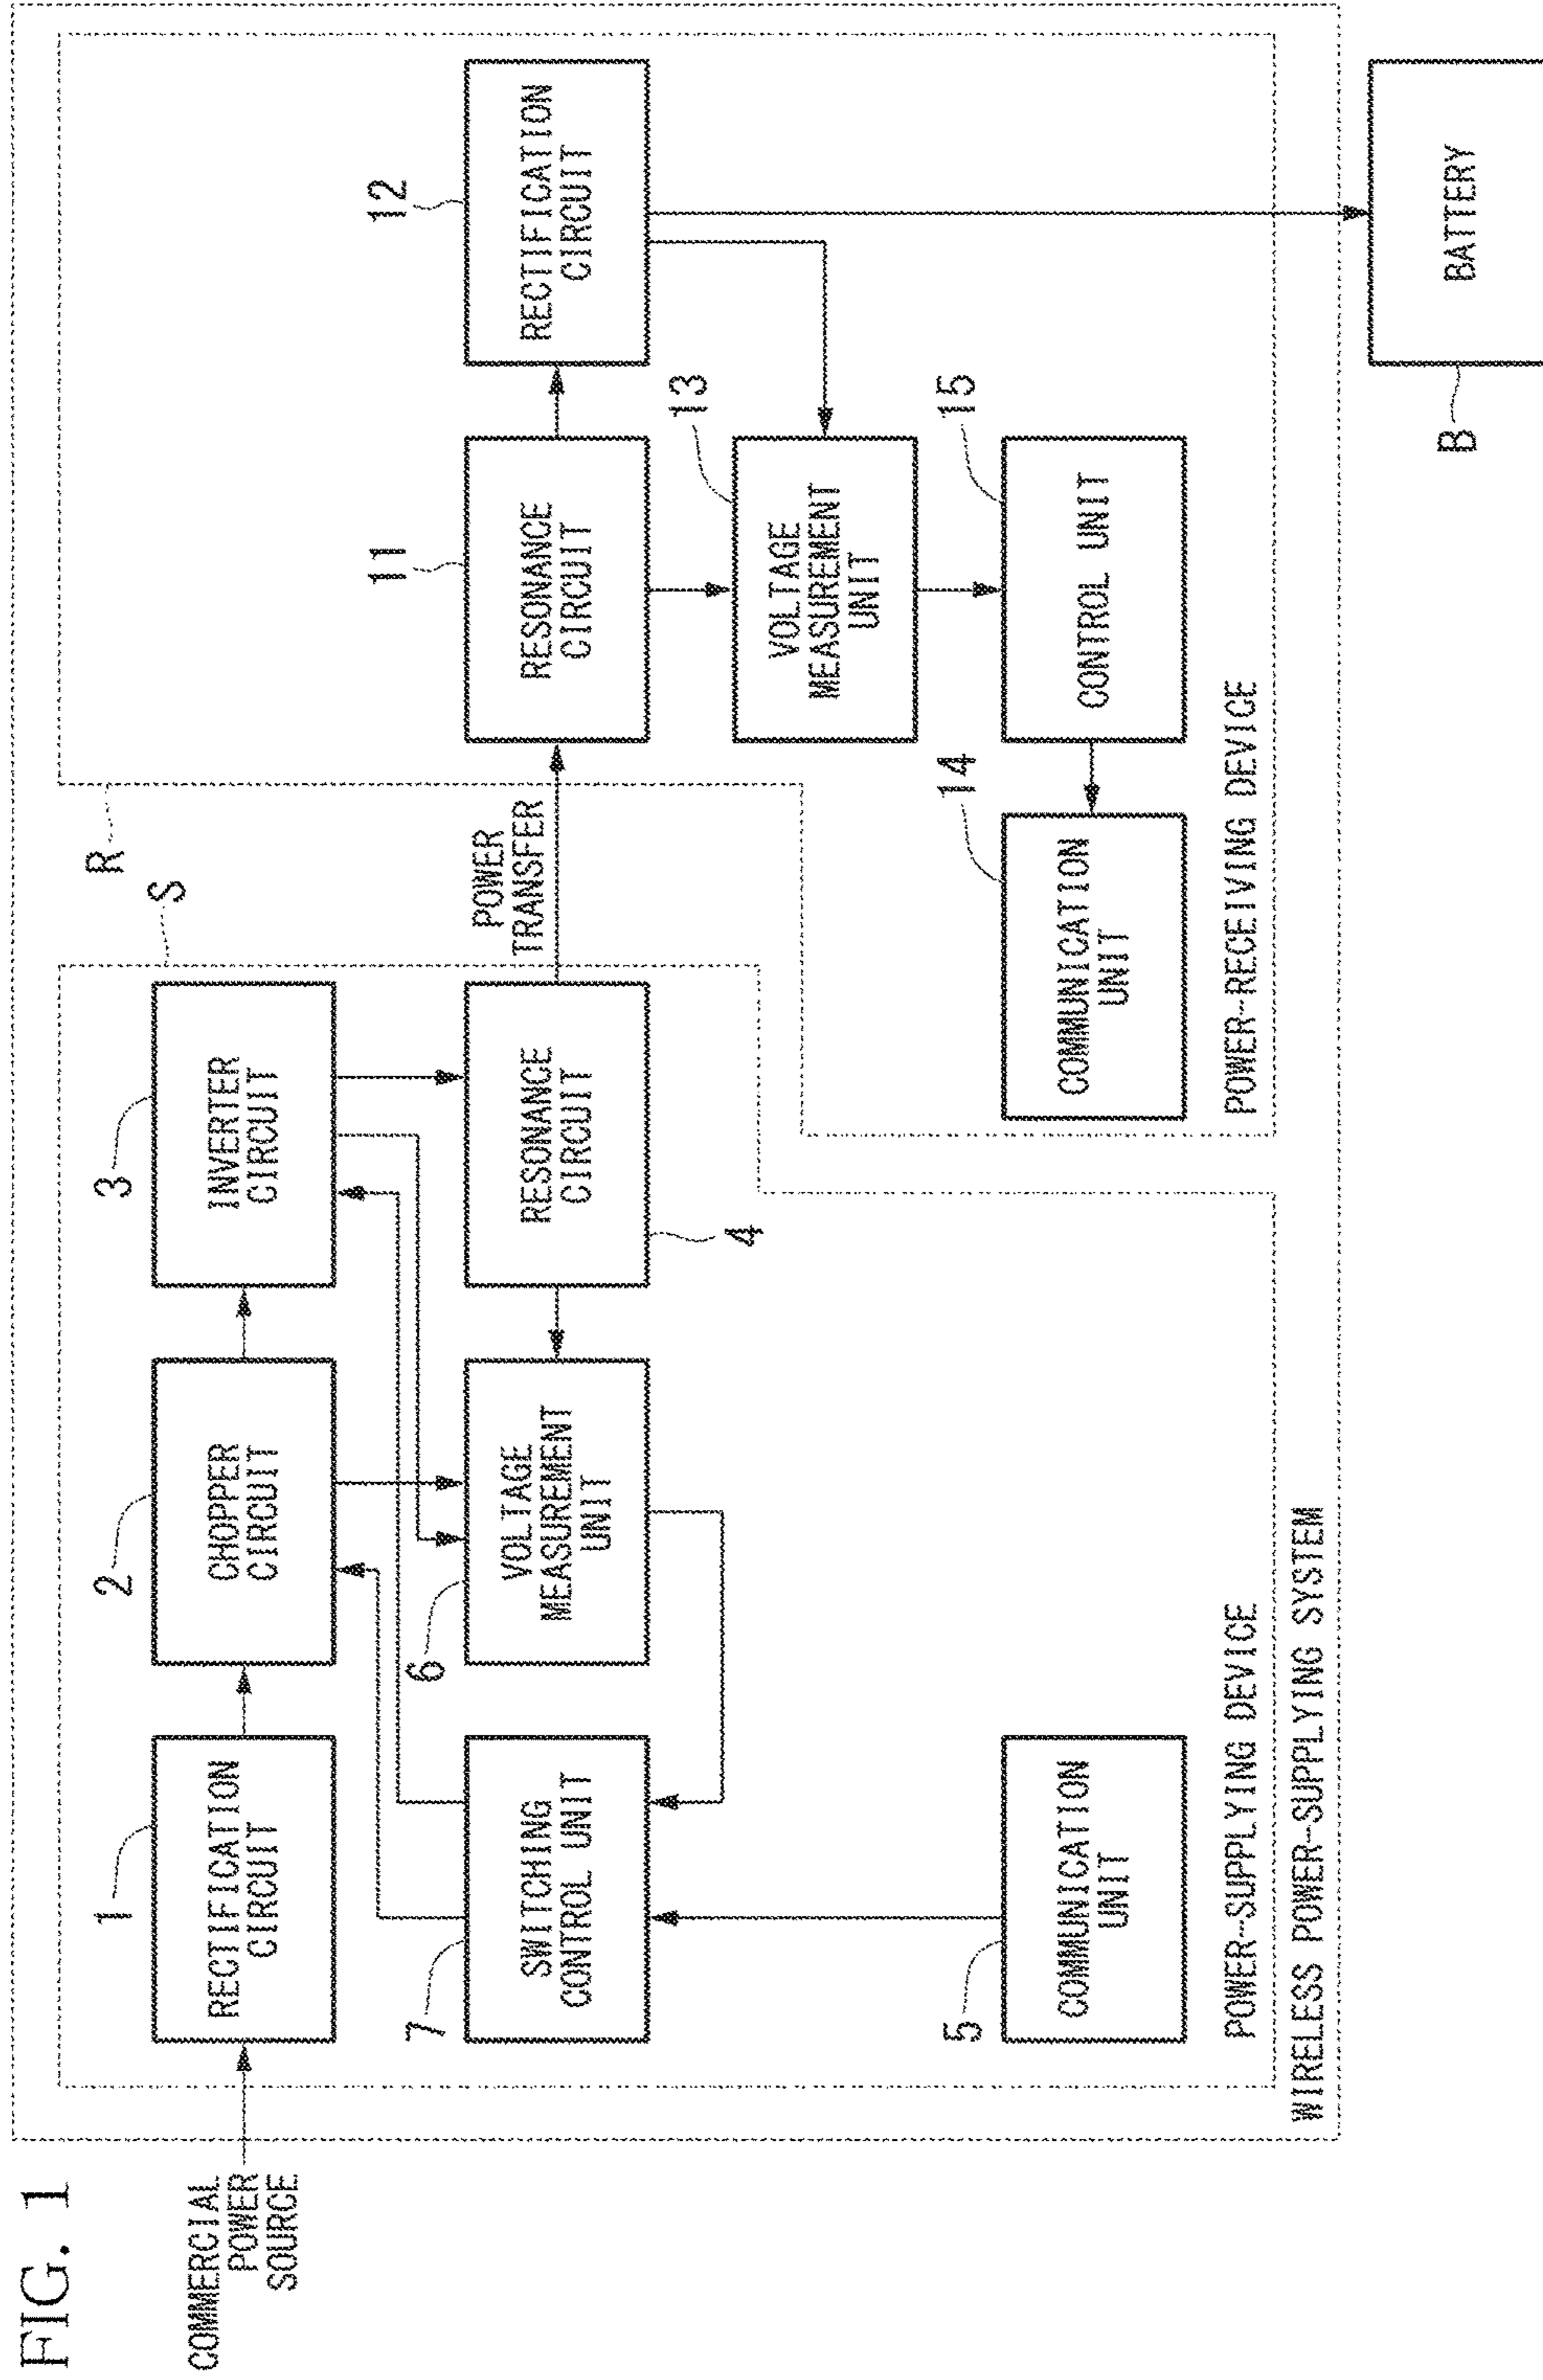 FIG. 1
COMMERCIAL
POWER
SOURCE
1
RECTIFICATION
CIRCUIT
2
CHOPPER
CIRCUIT
3
INVERTER
CIRCUIT
S
R
7
SWITCHING
CONTROL UNIT
6
VOLTAGE
MEASUREMENT
UNIT
RESONANCE
CIRCUIT
4
POWER
TRANSFER
11
RESONANCE
CIRCUIT
12
RECTIFICATION
CIRCUIT
13
VOLTAGE
MEASUREMENT
UNIT
5
COMMUNICATION
UNIT
14
COMMUNICATION
UNIT
15
CONTROL UNIT
POWER-SUPPLYING DEVICE
POWER-RECEIVING DEVICE
WIRELESS POWER-SUPPLYING SYSTEM
B
BATTERY